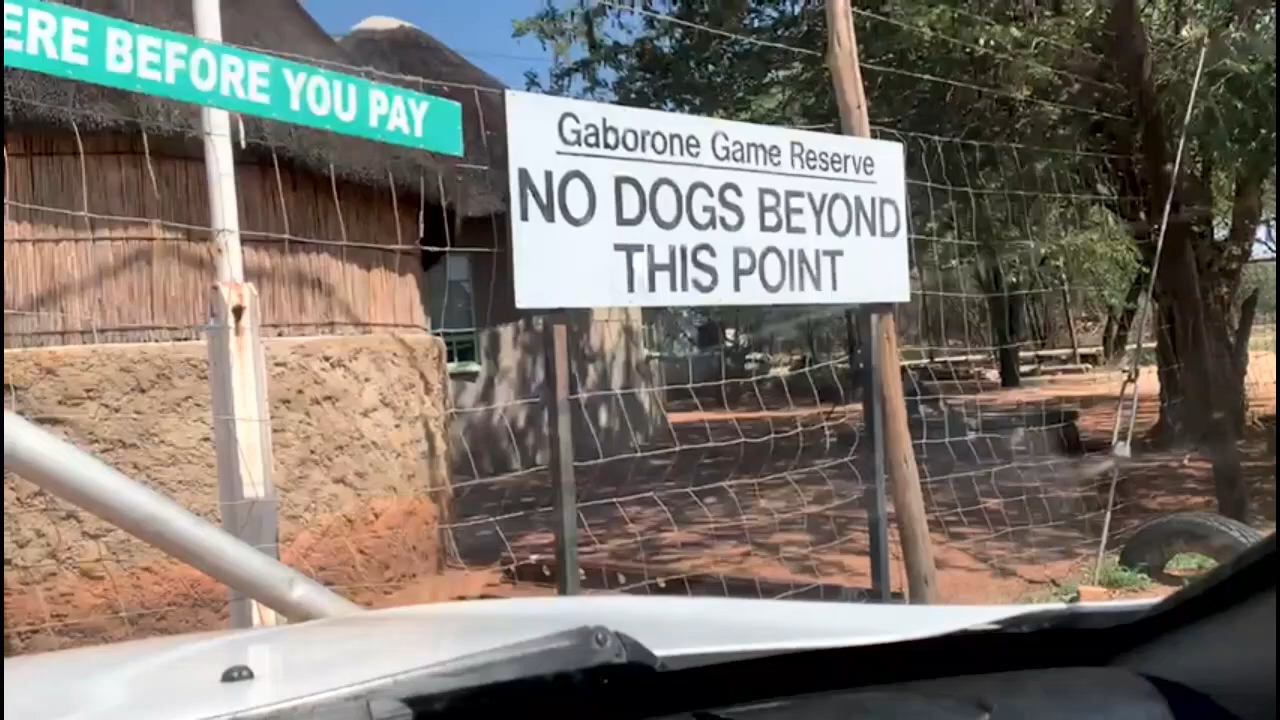 ERE BEFORE YOU PAY
Gaborone Game Reserve
NO DOGS BEYOND
THIS POINT